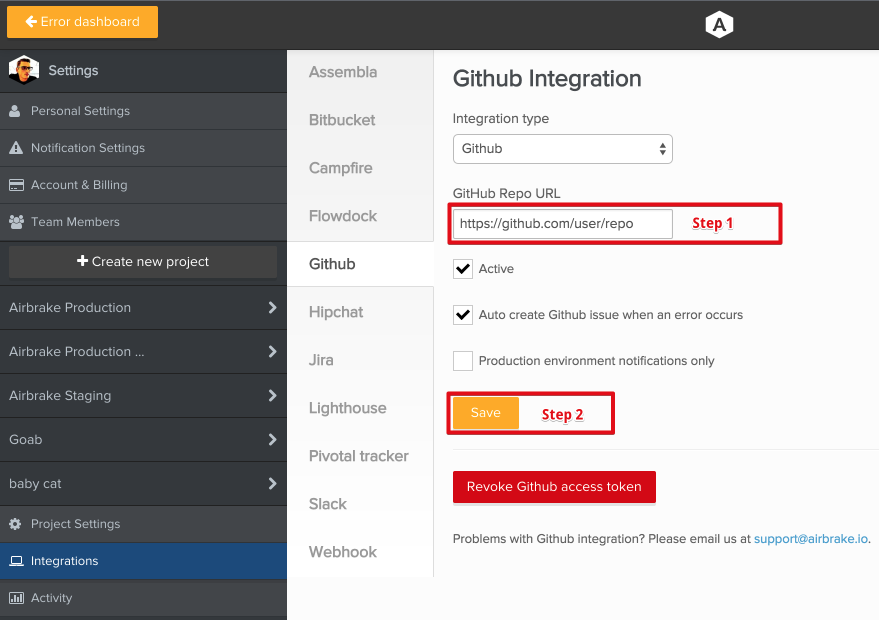 Error dashboard
A
Settings
Personal Settings
Notification Settings
Account & Billing
Team Members
Create new project
Airbrake Production
Airbrake Production ...
Airbrake Staging
Goab
baby cat
Project Settings
Integrations
Activity
Assembla
Bitbucket
Campfire
Flowdock
Github
Hipchat
Jira
Lighthouse
Pivotal tracker
Slack
Webhook
Github Integration
Integration type
Github
GitHub Repo URL
https://github.com/user/repo Step 1
Active
Auto create Github issue when an error occurs
Production environment notifications only
Save Step 2
Revoke Github access token
Problems with Github integration? Please email us at support@airbrake.io.